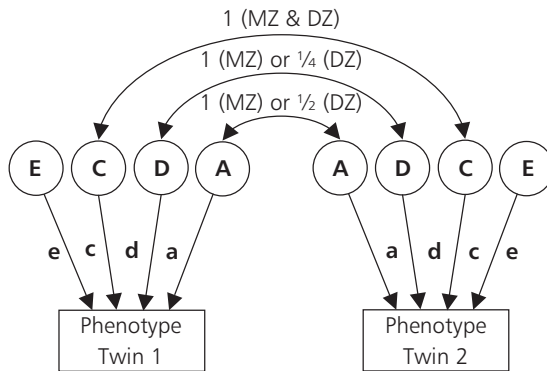 1 (MZ & DZ)
1 (MZ) or ¼ (DZ)
1 (MZ) or ½ (DZ)
E C D A A D C E
e c d a a d c e
Phenotype Phenotype
Twin 1 Twin 2